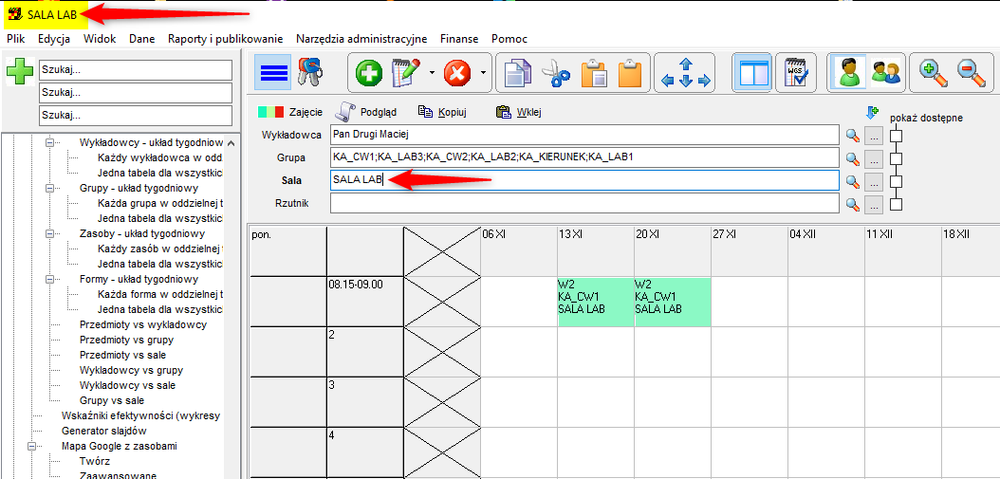 SALA LAB
Plik Edycja Widok Dane Raporty i publikowanie Narzędzia administracyjne Finanse Pomoc
Szukaj...
Szukaj...
Szukaj...
WGS
Wykładowcy - układ tygodniow
Każdy wykładowca w odd
Jedna tabela dla wszystkich
Grupy - układ tygodniowy
Każda grupa w oddzielnej t
Jedna tabela dla wszystkich
Zasoby - układ tygodniowy
Każdy zasób w oddzielnej
Jedna tabela dla wszystkich
Formy - układ tygodniowy
Każda forma w oddzielnej t
Jedna tabela dla wszystkich
Przedmioty vs wykładowcy
Przedmioty vs grupy
Przedmioty vs sale
Wykładowcy vs grupy
Wykładowcy vs sale
Grupy vs sale
Wskaźniki efektywności (wykresy
Generator slajdów
Mapa Google z zasobami
Twórz
Zaawansowane
Zajęcie Podgląd Kopiuj Wklej
pokaż dostępne
Wykładowca Pan Drugi Maciej ...
Grupa KA_CW1;KA_LAB3;KA_CW2;KA_LAB2;KA_KIERUNEK;KA_LAB1 ...
Sala SALA LAB ...
Rzutnik ...
pon. 06 XI 13 XI 20 XI 27 XI 04 XII 11 XII 18 XII
08.15-09.00
W2 W2
KA_CW1 KA_CW1
SALA LAB SALA LAB
2
3
4